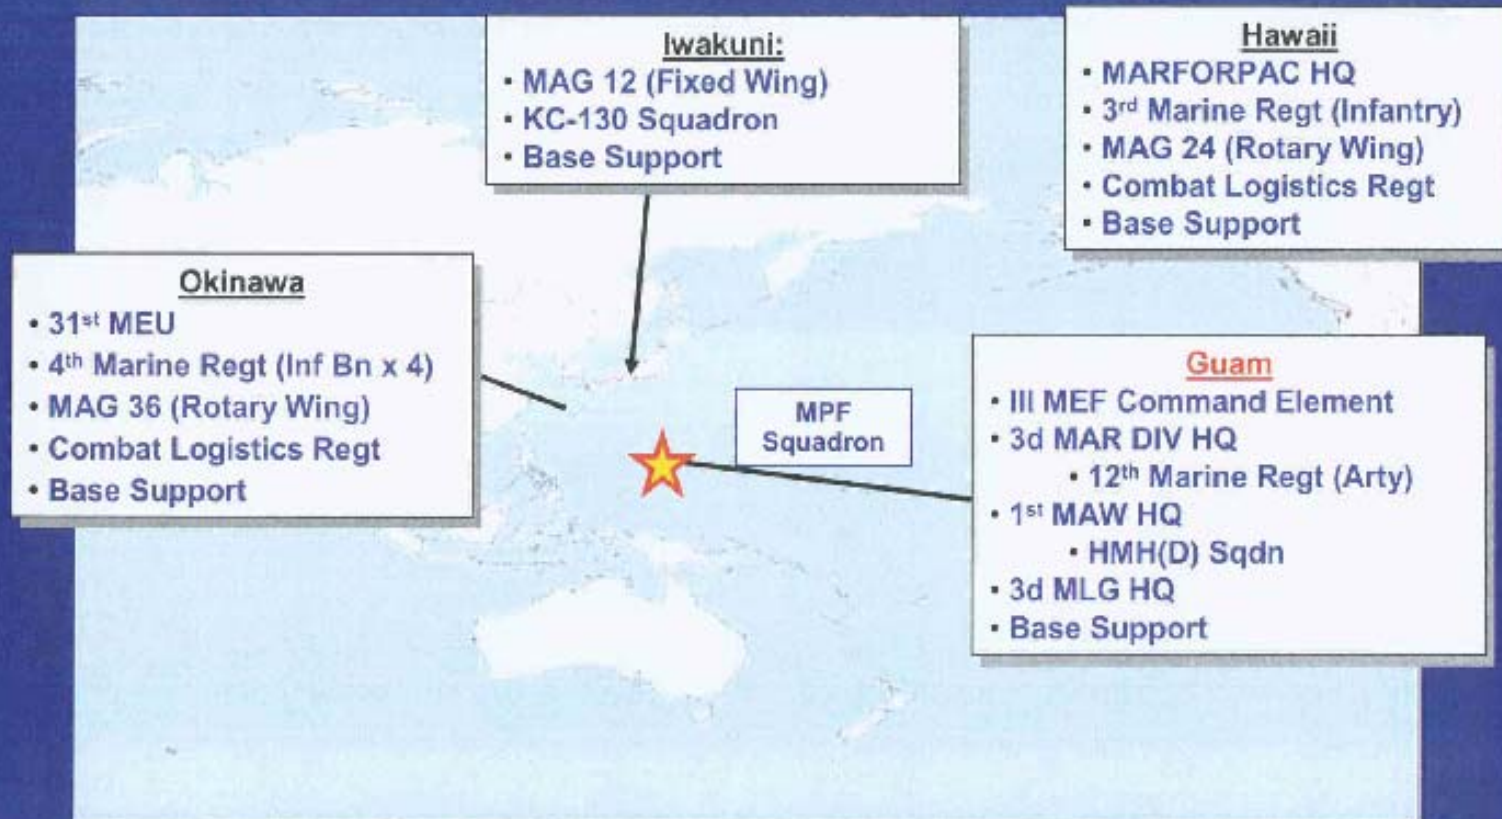 Iwakuni:
• MAG 12 (Fixed Wing)
• KC-130 Squadron
• Base Support
Hawaii
• MARFORPAC HQ
• 3rd Marine Regt (Infantry)
• MAG 24 (Rotary Wing)
• Combat Logistics Regt
• Base Support
Okinawa
• 31st MEU
• 4th Marine Regt (Inf Bn x 4)
• MAG 36 (Rotary Wing)
• Combat Logistics Regt
• Base Support
MPF
Squadron
Guam
• III MEF Command Element
• 3d MAR DIV HQ
• 12th Marine Regt (Arty)
• 1st MAW HQ
• HMH(D) Sqdn
• 3d MLG HQ
• Base Support